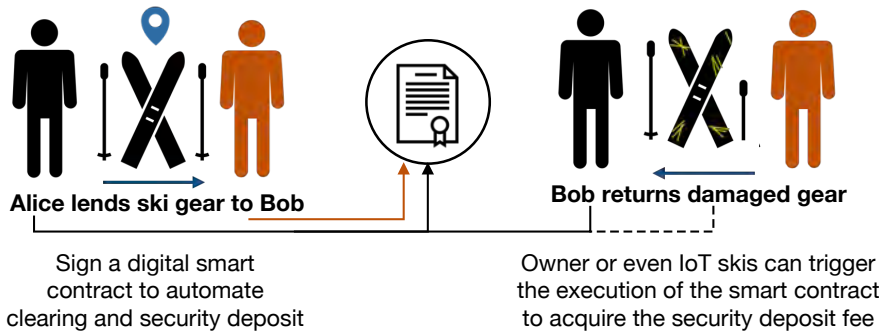 Alice lends ski gear to Bob
Bob returns damaged gear
Sign a digital smart
contract to automate
clearing and security deposit
Owner or even IoT skis can trigger
the execution of the smart contract
to acquire the security deposit fee